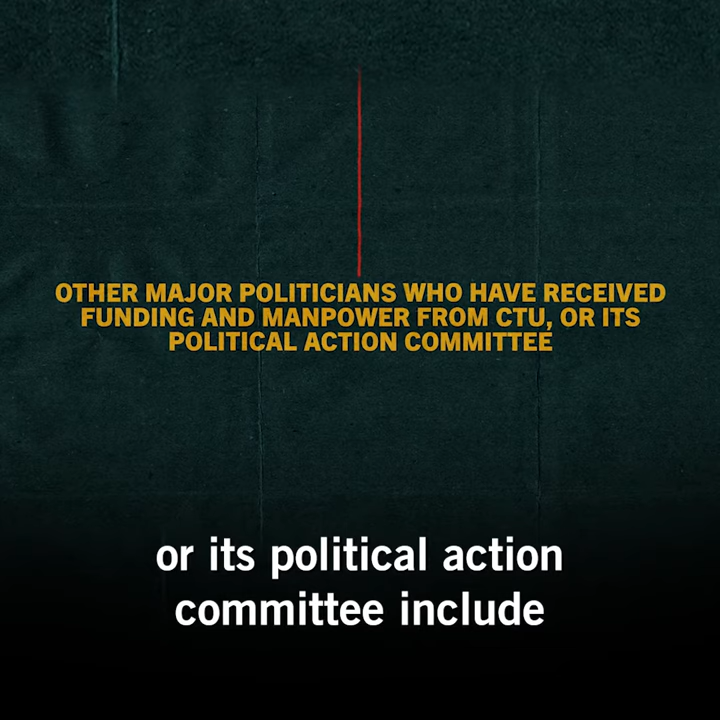 OTHER MAJOR POLITICIANS WHO HAVE RECEIVED
FUNDING AND MANPOWER FROM CTU, OR ITS
POLITICAL ACTION COMMITTEE
or its political action
committee include